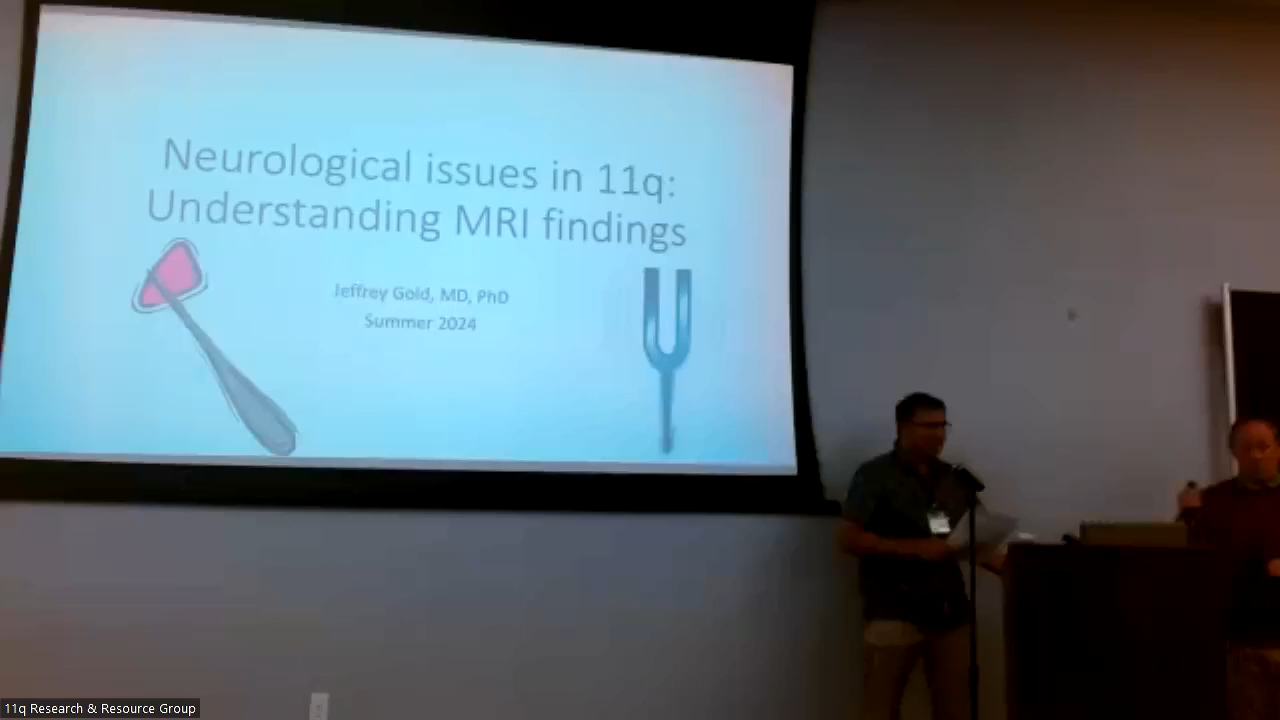 Neurological issues in 11q:
Understanding MRI findings
Jeffrey Gold, MD, PhD
Summer 2024
11q Research & Resource Group